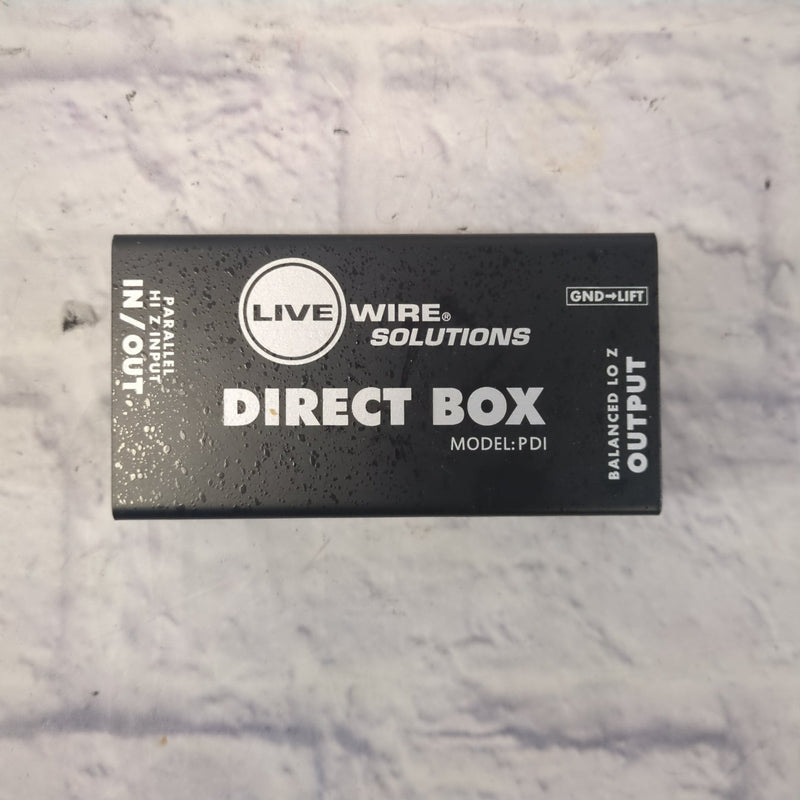 LIVE WIRE®
SOLUTIONS
DIRECT BOX
MODEL:PDI
IN/OUT
HI Z INPUT
PARALLEL
GND→LIFT
BALANCED LO Z
OUTPUT